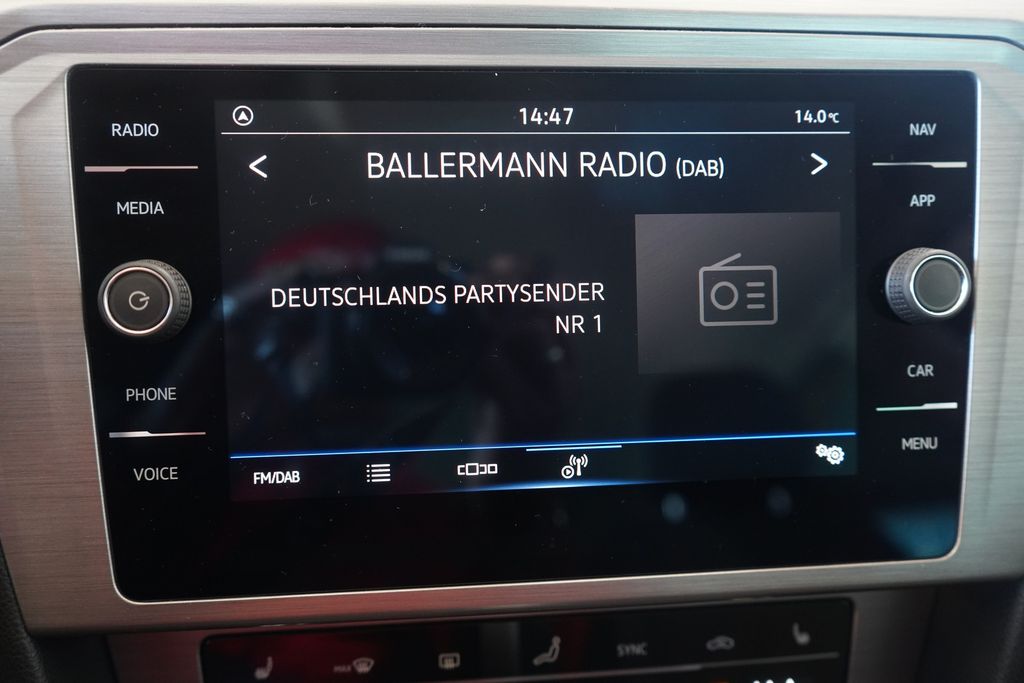 RADIO
MEDIA
PHONE
VOICE
14:47
14.0°C
BALLERMANN RADIO (DAB)
DEUTSCHLANDS PARTYSENDER
NR 1
FM/DAB
NAV
APP
CAR
MENU
MAX
SYNC